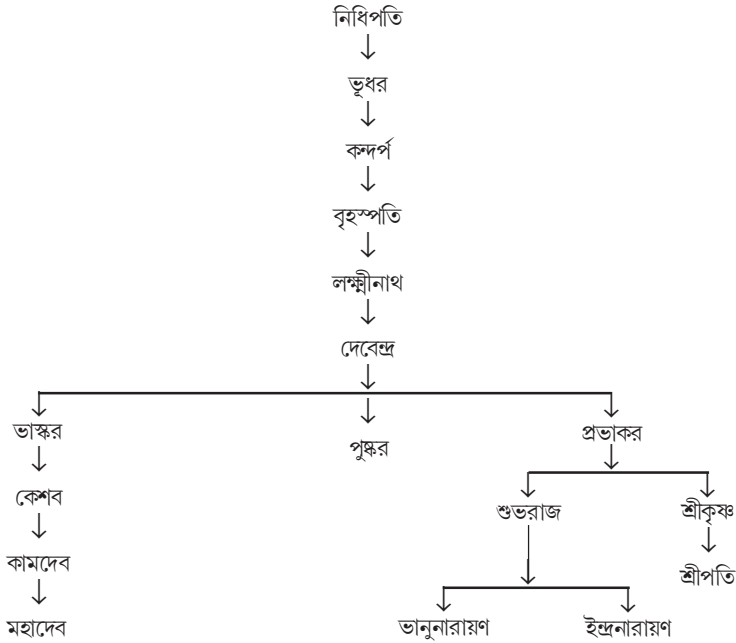 নিধিপতি
ভূধর
কন্দর্প
বৃহস্পতি
লক্ষ্মীনাথ
দেবেন্দ্র
ভাস্কর পুষ্কর প্রভাকর
কেশব শুভরাজ শ্রীকৃষ্ণ
কামদেব শ্রীপতি
মহাদেব ভানুনারায়ণ ইন্দ্রনারায়ণ